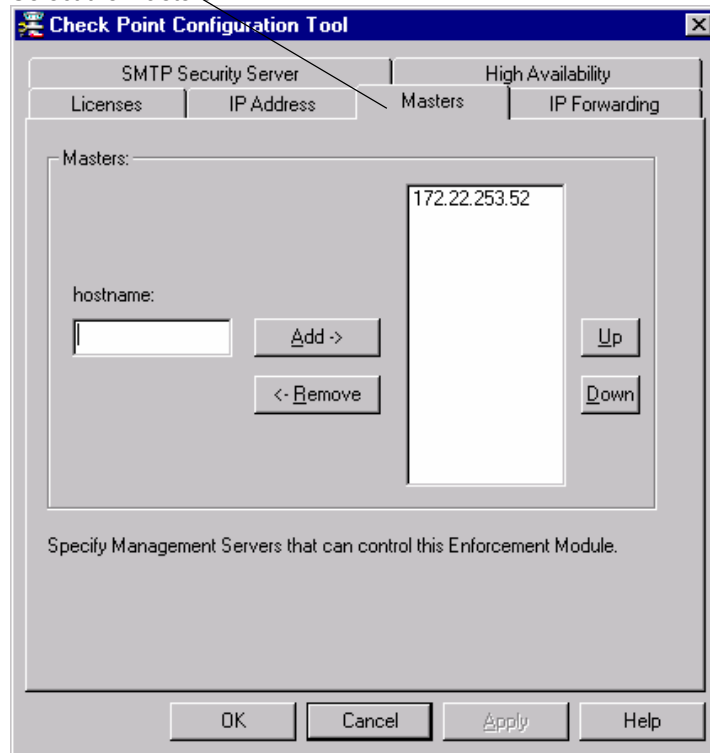 Check Point Configuration Tool
SMTP Security Server High Availability
Licenses IP Address Masters IP Forwarding
Masters:
172.22.253.52
hostname:
Add -> Up
<- Remove Down
Specify Management Servers that can control this Enforcement Module.
OK Cancel Apply Help